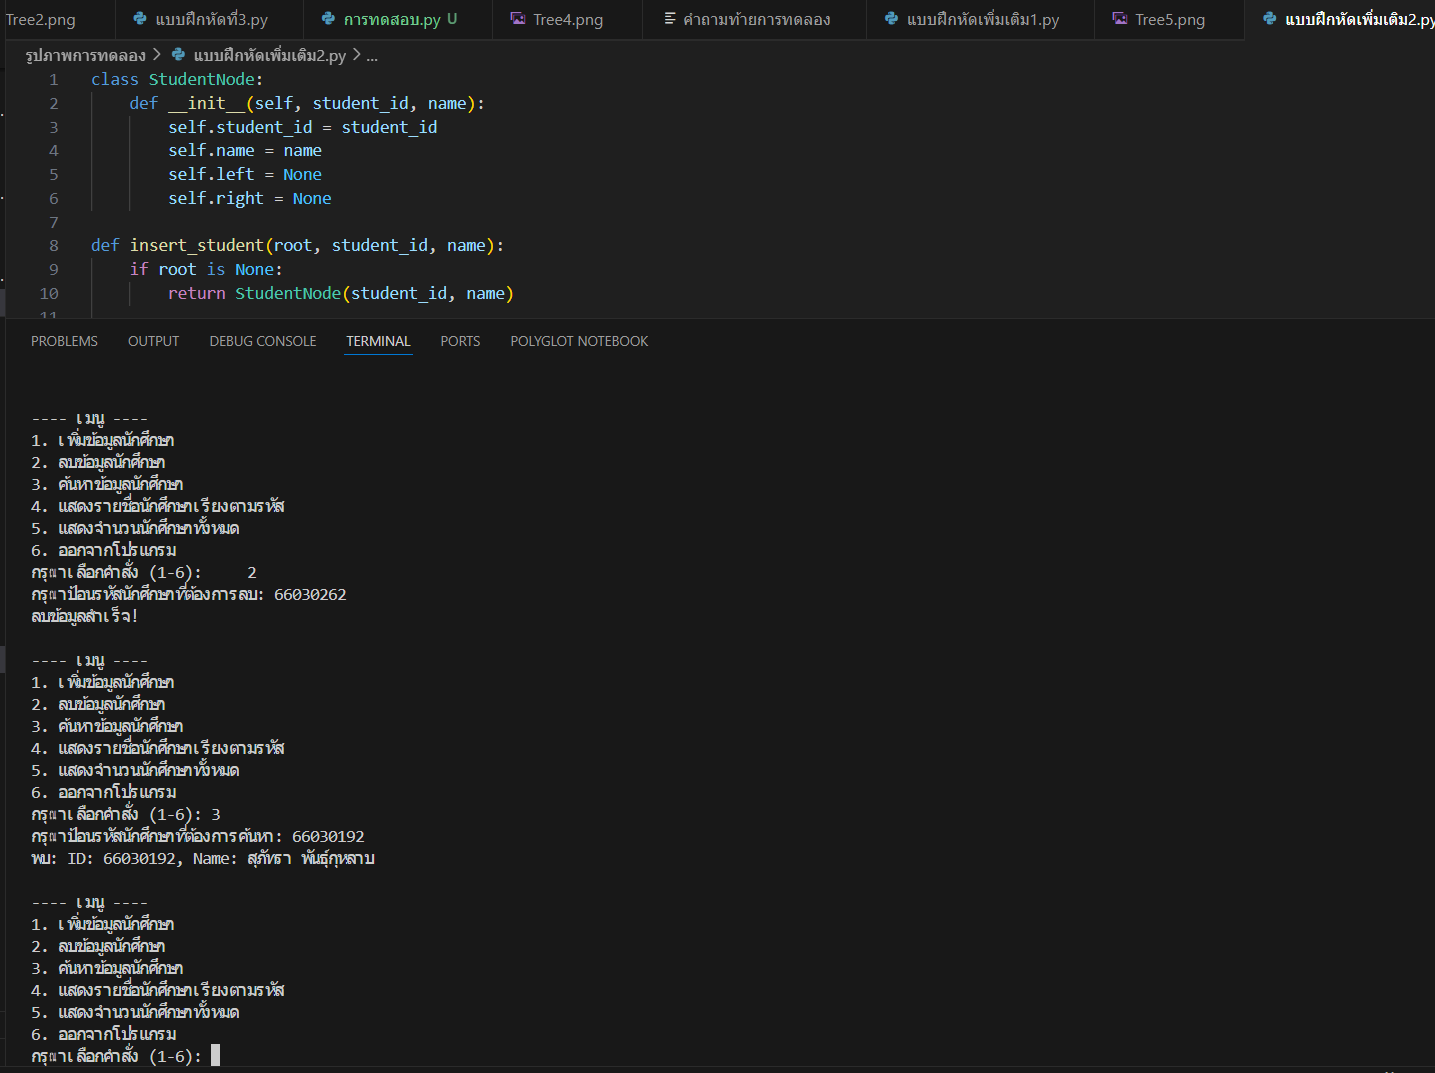 Tree2.png แบบฝึกหัดที่3.py การทดสอบ.py U Tree4.png คำถามท้ายการทดลอง แบบฝึกหัดเพิ่มเติม1.py Tree5.png แบบฝึกหัดเพิ่มเติม2.py
รูปภาพการทดลอง > แบบฝึกหัดเพิ่มเติม2.py > ...
1 class StudentNode:
2 def __init__(self, student_id, name):
3 self.student_id = student_id
4 self.name = name
5 self.left = None
6 self.right = None
7
8 def insert_student(root, student_id, name):
9 if root is None:
10 return StudentNode(student_id, name)
11
PROBLEMS OUTPUT DEBUG CONSOLE TERMINAL PORTS POLYGLOT NOTEBOOK
---- เมนู ----
1. เพิ่มข้อมูลนักศึกษา
2. ลบข้อมูลนักศึกษา
3. ค้นหาข้อมูลนักศึกษา
4. แสดงรายชื่อนักศึกษาเรียงตามรหัส
5. แสดงจำนวนนักศึกษาทั้งหมด
6. ออกจากโปรแกรม
กรุณาเลือกคำสั่ง (1-6): 2
กรุณาป้อนรหัสนักศึกษาที่ต้องการลบ: 66030262
ลบข้อมูลสำเร็จ!
---- เมนู ----
1. เพิ่มข้อมูลนักศึกษา
2. ลบข้อมูลนักศึกษา
3. ค้นหาข้อมูลนักศึกษา
4. แสดงรายชื่อนักศึกษาเรียงตามรหัส
5. แสดงจำนวนนักศึกษาทั้งหมด
6. ออกจากโปรแกรม
กรุณาเลือกคำสั่ง (1-6): 3
กรุณาป้อนรหัสนักศึกษาที่ต้องการค้นหา: 66030192
พบ: ID: 66030192, Name: สุภัทรา พันธุ์กุหลาบ
---- เมนู ----
1. เพิ่มข้อมูลนักศึกษา
2. ลบข้อมูลนักศึกษา
3. ค้นหาข้อมูลนักศึกษา
4. แสดงรายชื่อนักศึกษาเรียงตามรหัส
5. แสดงจำนวนนักศึกษาทั้งหมด
6. ออกจากโปรแกรม
กรุณาเลือกคำสั่ง (1-6):